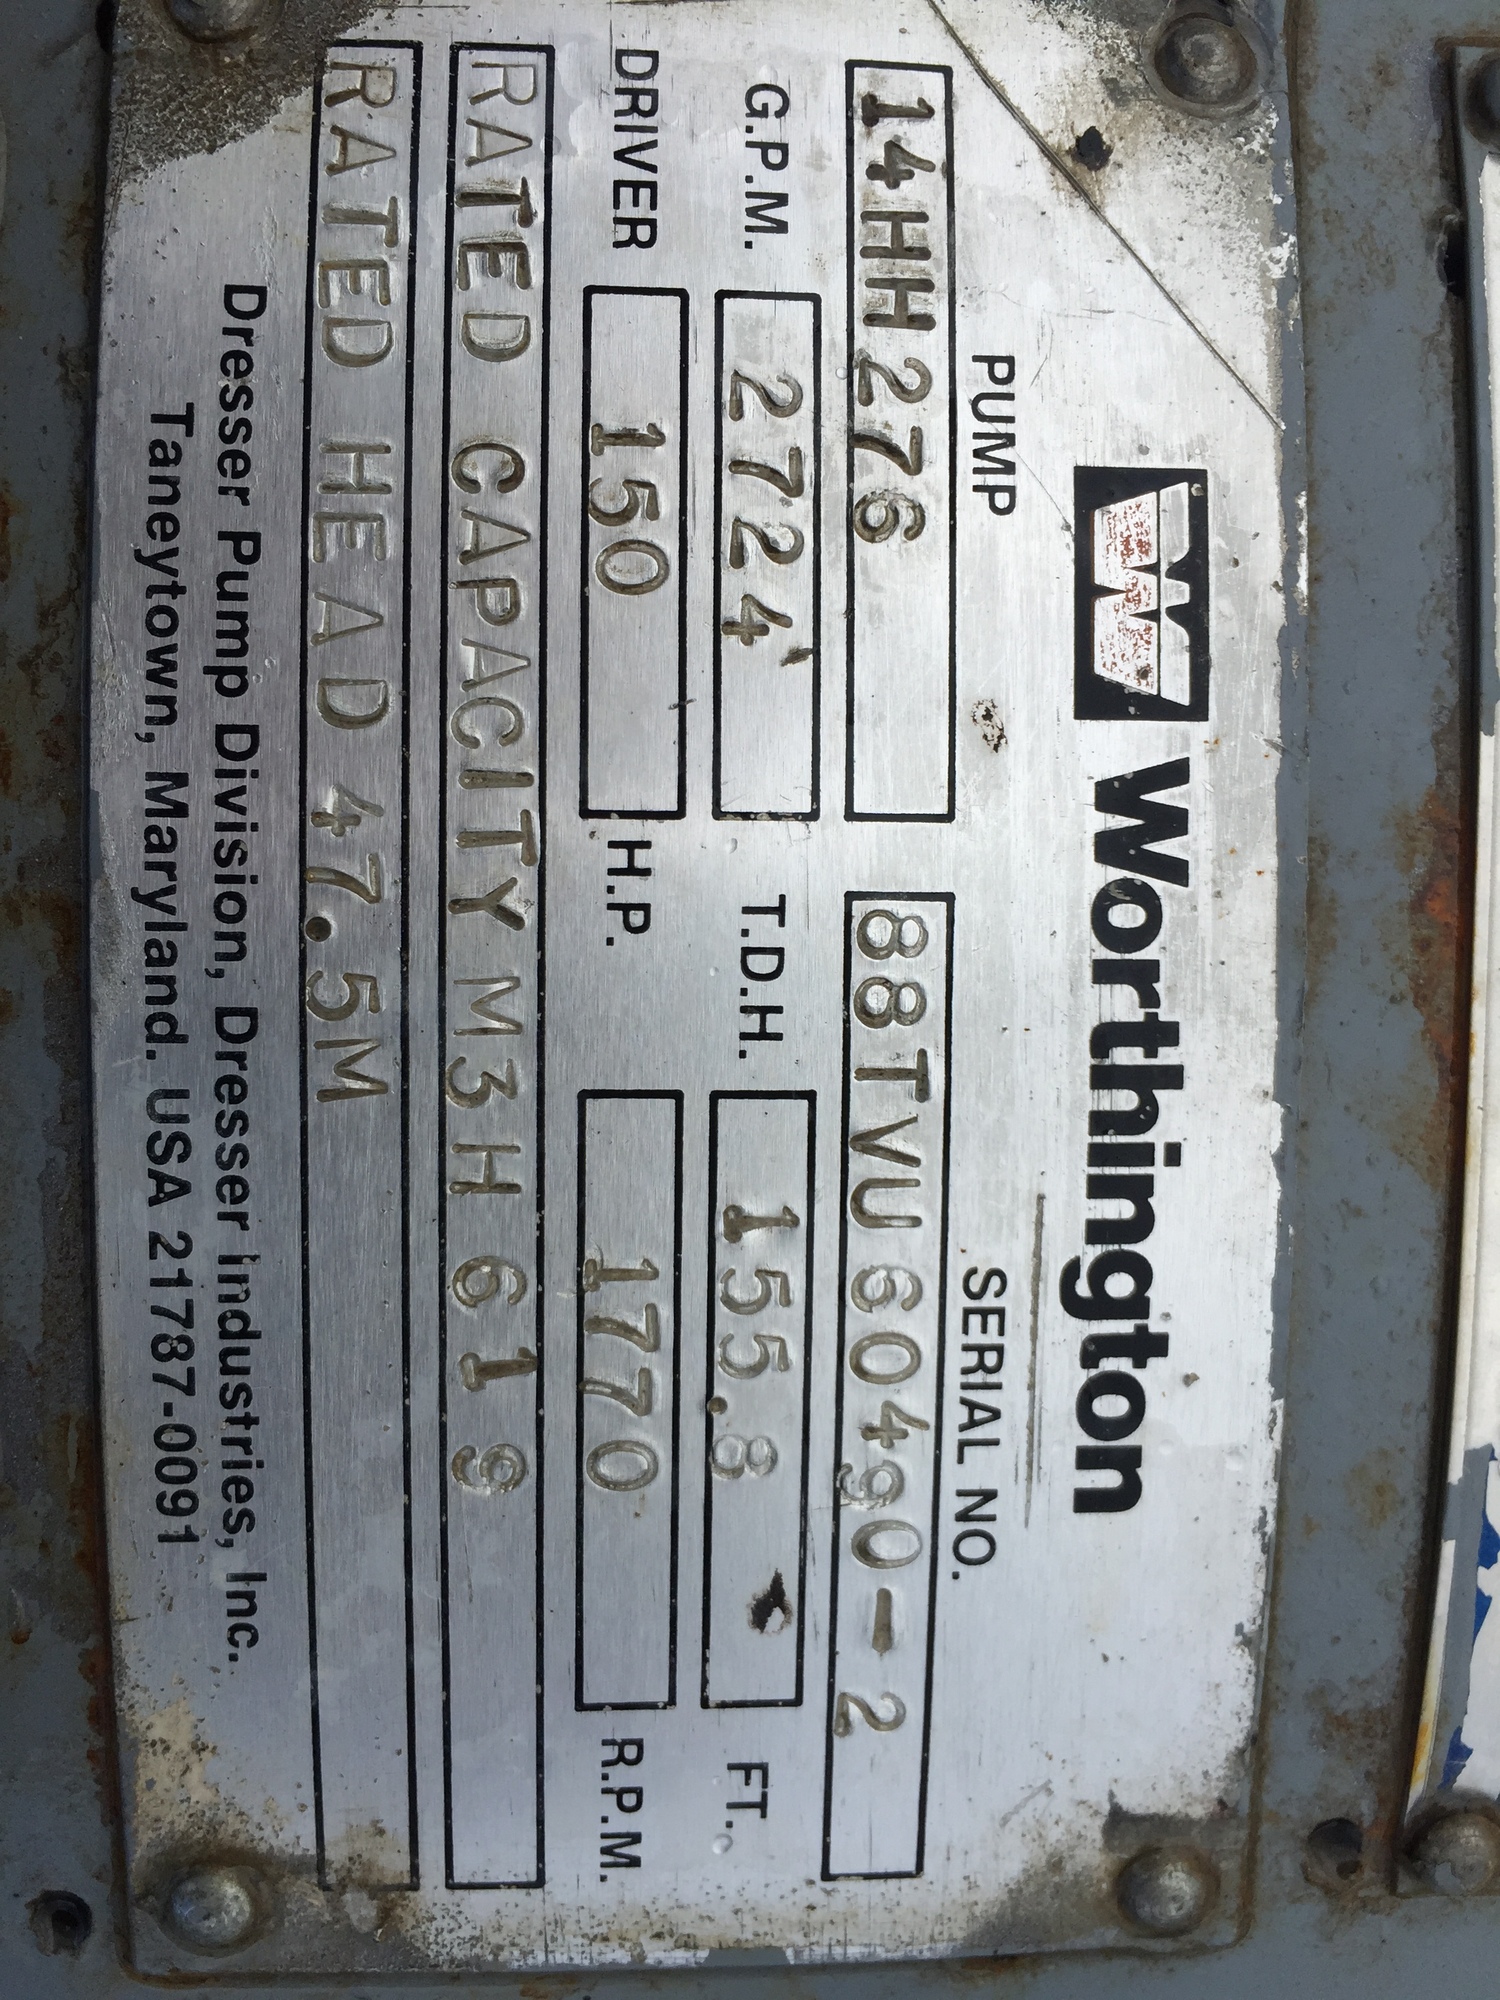 Worthington
PUMP SERIAL NO.
14HH276 88TVU60490-2
G.P.M. 2724 T.D.H. 155.8 FT.
DRIVER 150 H.P. 1770 R.P.M.
RATED CAPACITY M3H 619
RATED HEAD 47.5M
Dresser Pump Division, Dresser Industries, Inc.
Taneytown, Maryland. USA 21787-0091